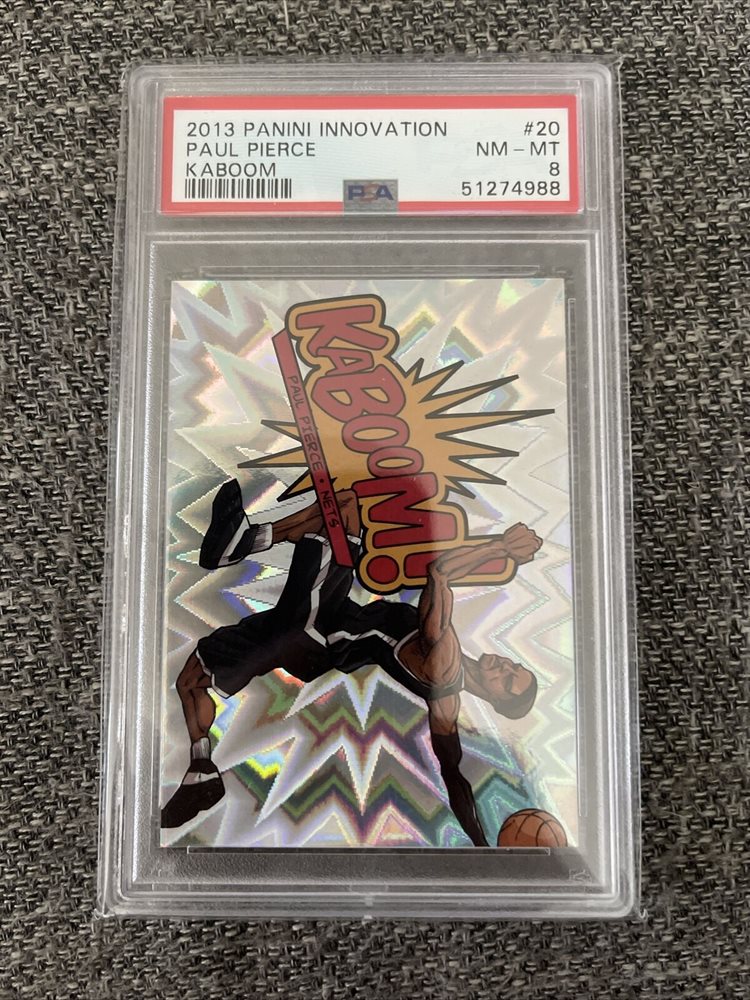 2013 PANINI INNOVATION #20
PAUL PIERCE NM – MT
KABOOM 8
PSA 51274988
KABOOM!
PAUL PIERCE • NETS